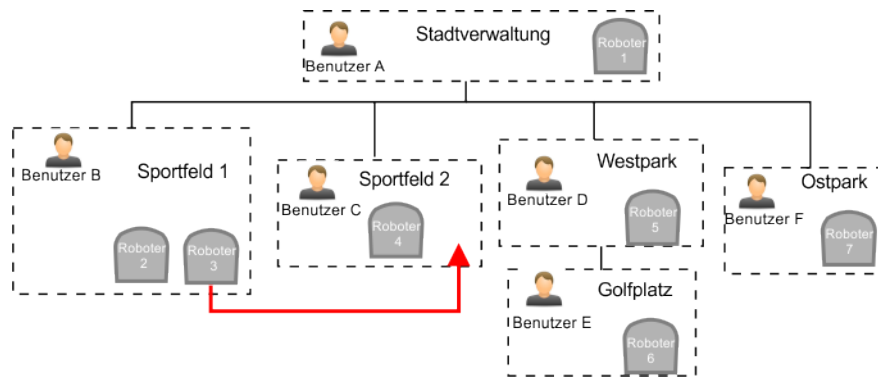 Stadtverwaltung
Roboter
1
Benutzer A
Benutzer B
Sportfeld 1
Roboter
2
Roboter
3
Sportfeld 2
Benutzer C
Roboter
4
Westpark
Benutzer D
Roboter
5
Ostpark
Benutzer F
Roboter
7
Golfplatz
Benutzer E
Roboter
6